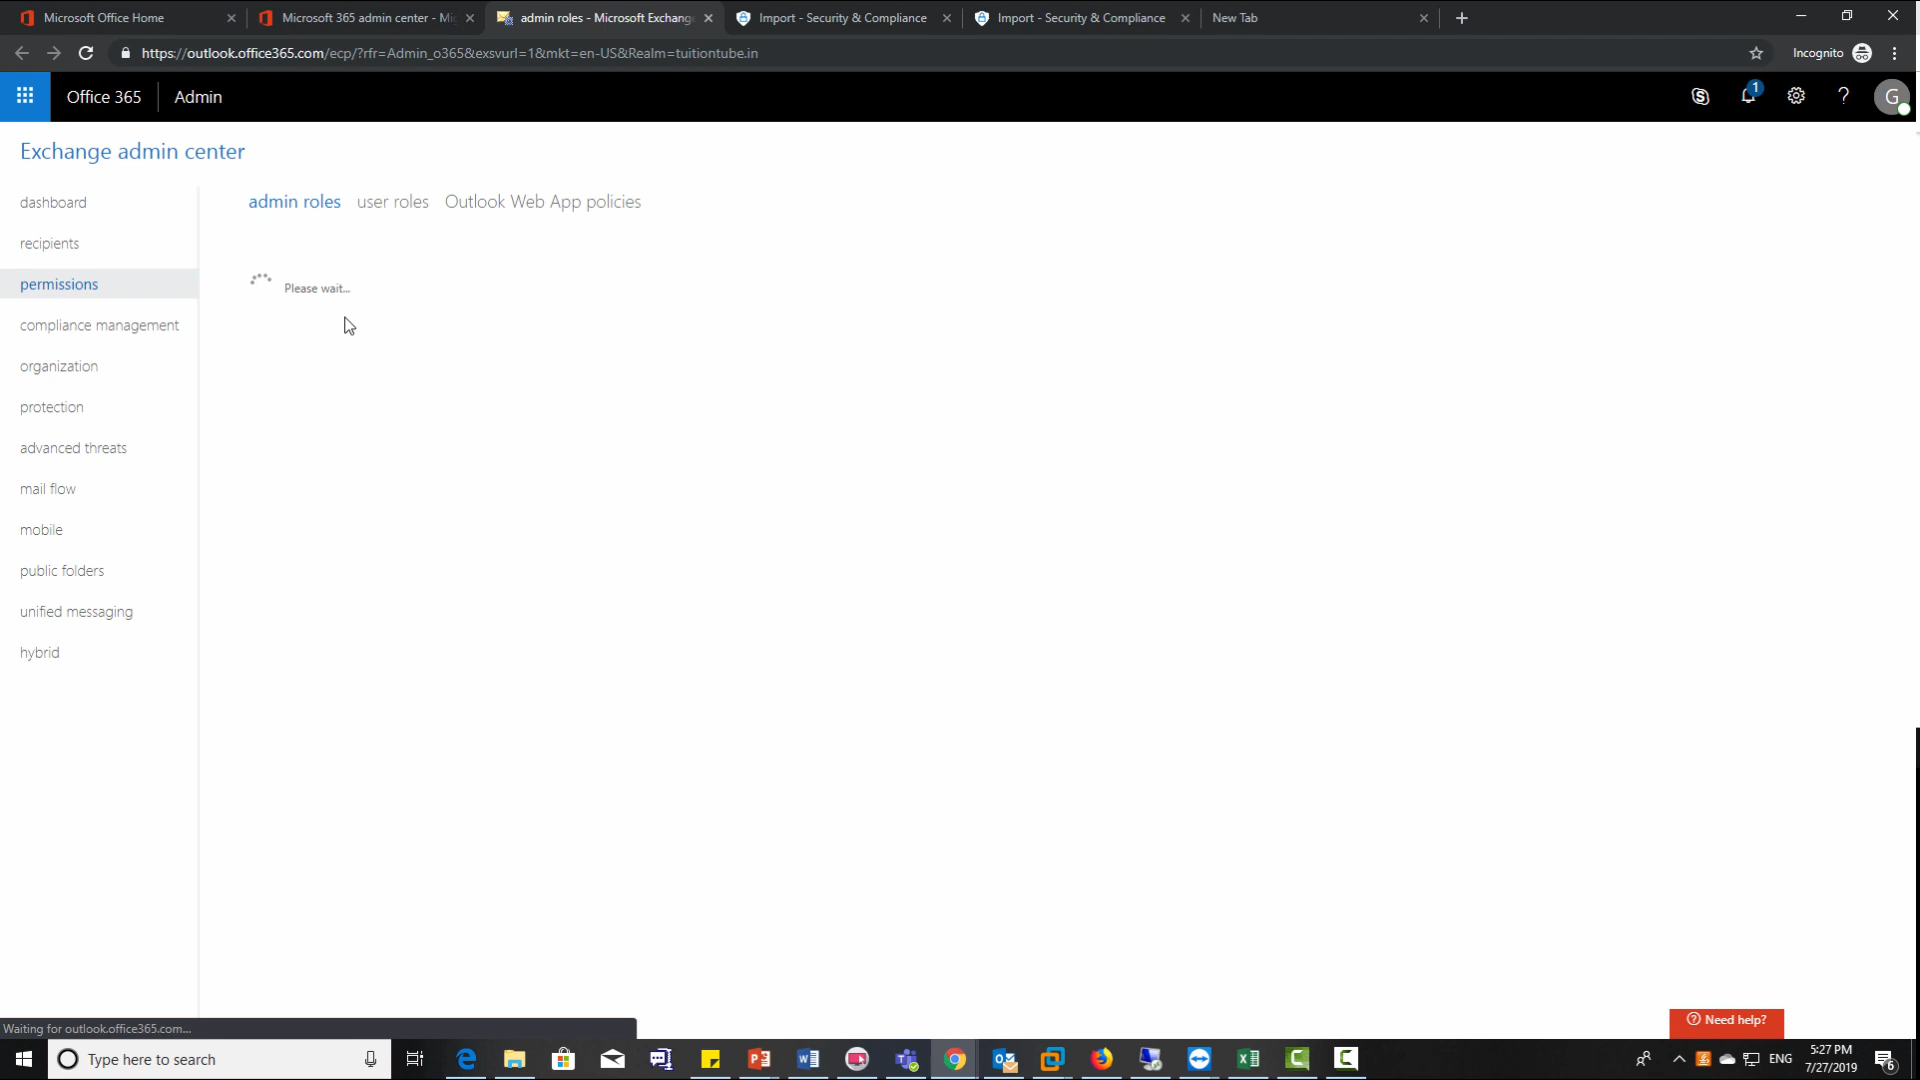 Microsoft Office Home
Microsoft 365 admin center - Mi
admin roles - Microsoft Exchang
Import - Security & Compliance
Import - Security & Compliance
New Tab
https://outlook.office365.com/ecp/?rfr=Admin_o365&exsvurl=1&mkt=en-US&Realm=tuitiontube.in
Incognito
Office 365
Admin
1
G
Exchange admin center
dashboard
recipients
permissions
compliance management
organization
protection
advanced threats
mail flow
mobile
public folders
unified messaging
hybrid
admin roles
user roles
Outlook Web App policies
Please wait...
Need help?
Waiting for outlook.office365.com...
Type here to search
ENG
5:27 PM
7/27/2019
6